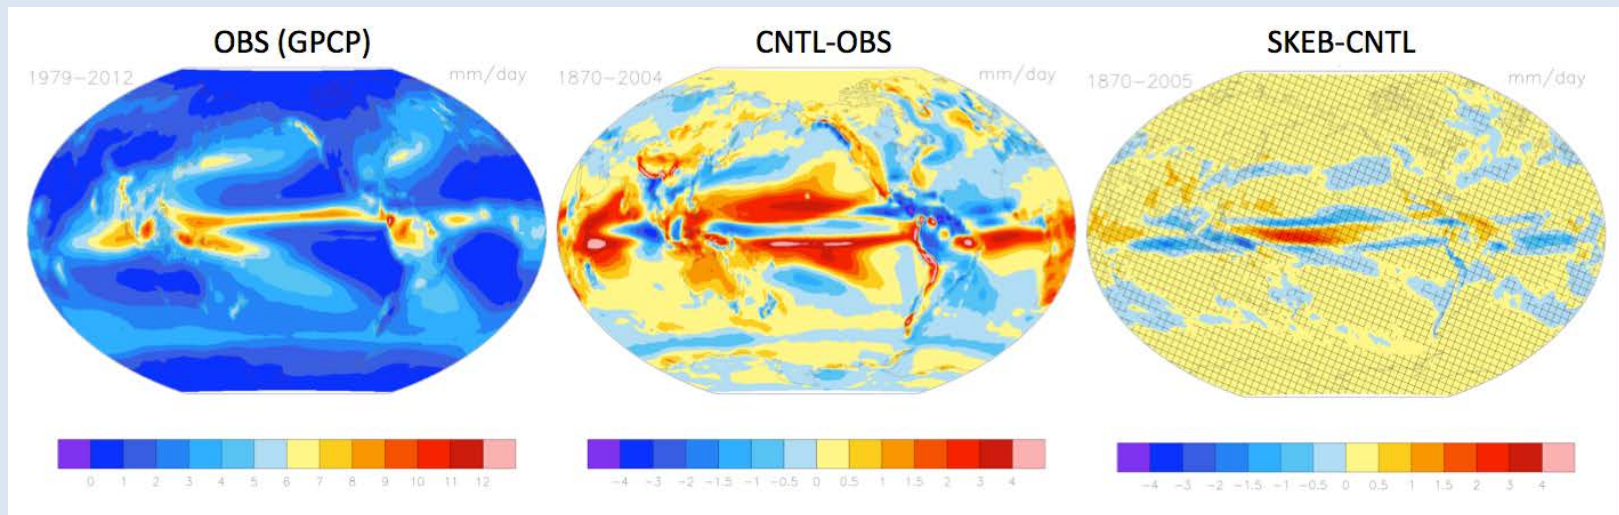 OBS (GPCP)
1979-2012
mm/day
0 1 2 3 4 5 6 7 8 9 10 11 12
CNTL-OBS
1870-2004
mm/day
-4 -3 -2 -1.5 -1 -0.5 0 0.5 1 1.5 2 3 4
SKEB-CNTL
1870-2005
mm/day
-4 -3 -2 -1.5 -1 -0.5 0 0.5 1 1.5 2 3 4